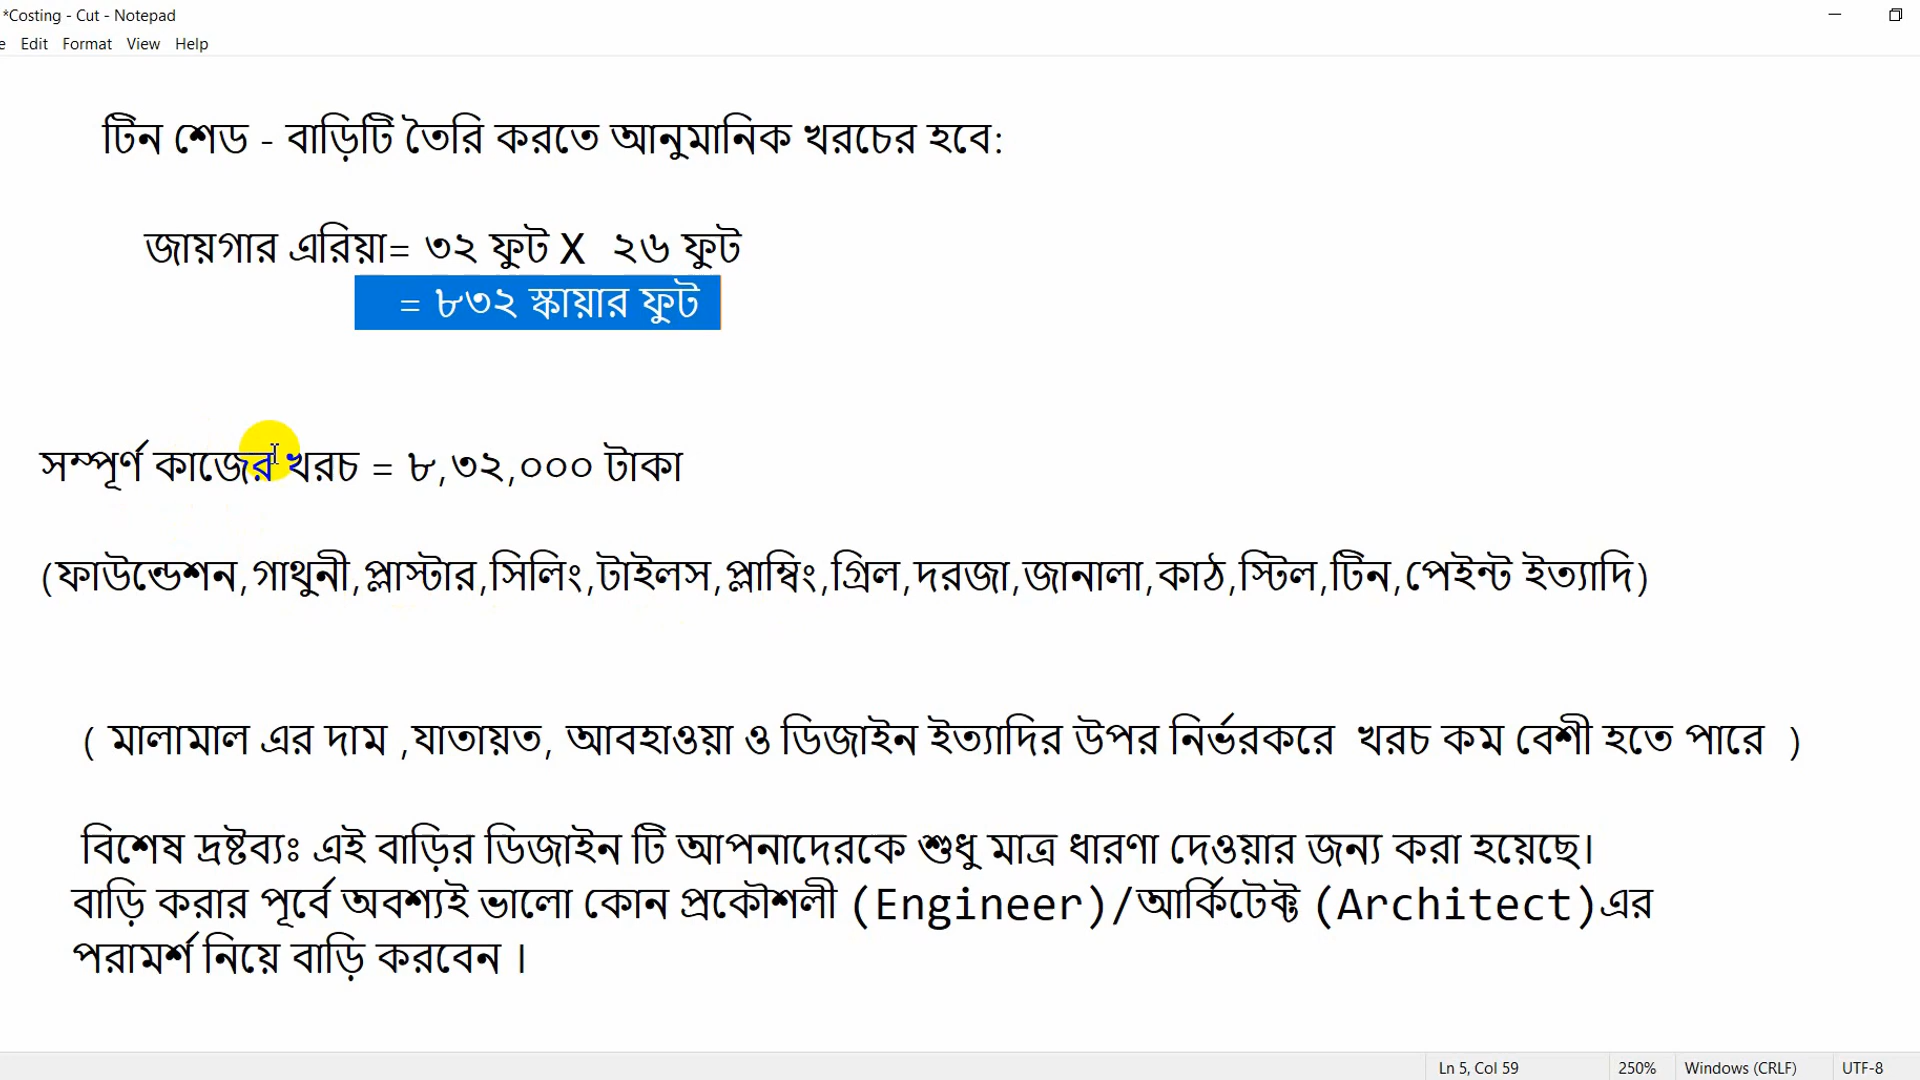 *Costing - Cut - Notepad
e Edit Format View Help
টিন শেড - বাড়িটি তৈরি করতে আনুমানিক খরচের হবে:
জায়গার এরিয়া= ৩২ ফুট X ২৬ ফুট
= ৮৩২ স্কায়ার ফুট
সম্পূর্ণ কাজের খরচ = ৮,৩২,০০০ টাকা
(ফাউন্ডেশন,গাথুনী,প্লাস্টার,সিলিং,টাইলস,প্লাম্বিং,গ্রিল,দরজা,জানালা,কাঠ,স্টিল,টিন,পেইন্ট ইত্যাদি)
( মালামাল এর দাম ,যাতায়ত, আবহাওয়া ও ডিজাইন ইত্যাদির উপর নির্ভরকরে খরচ কম বেশী হতে পারে )
বিশেষ দ্রষ্টব্যঃ এই বাড়ির ডিজাইন টি আপনাদেরকে শুধু মাত্র ধারণা দেওয়ার জন্য করা হয়েছে।
বাড়ি করার পূর্বে অবশ্যই ভালো কোন প্রকৌশলী (Engineer)/আর্কিটেক্ট (Architect)এর
পরামর্শ নিয়ে বাড়ি করবেন ।
Ln 5, Col 59 250% Windows (CRLF) UTF-8